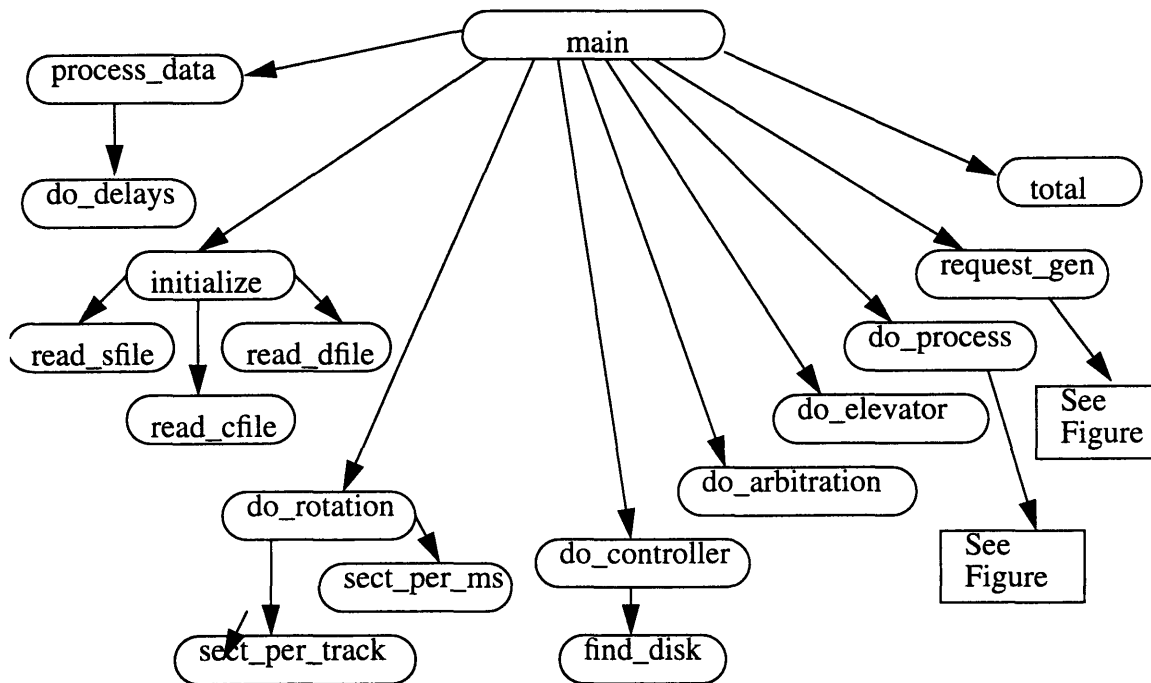 main
process_data
do_delays
total
initialize
request_gen
read_sfile
read_dfile
do_process
read_cfile
do_elevator
See
Figure
do_arbitration
do_rotation
do_controller
See
Figure
sect_per_ms
sect_per_track
find_disk